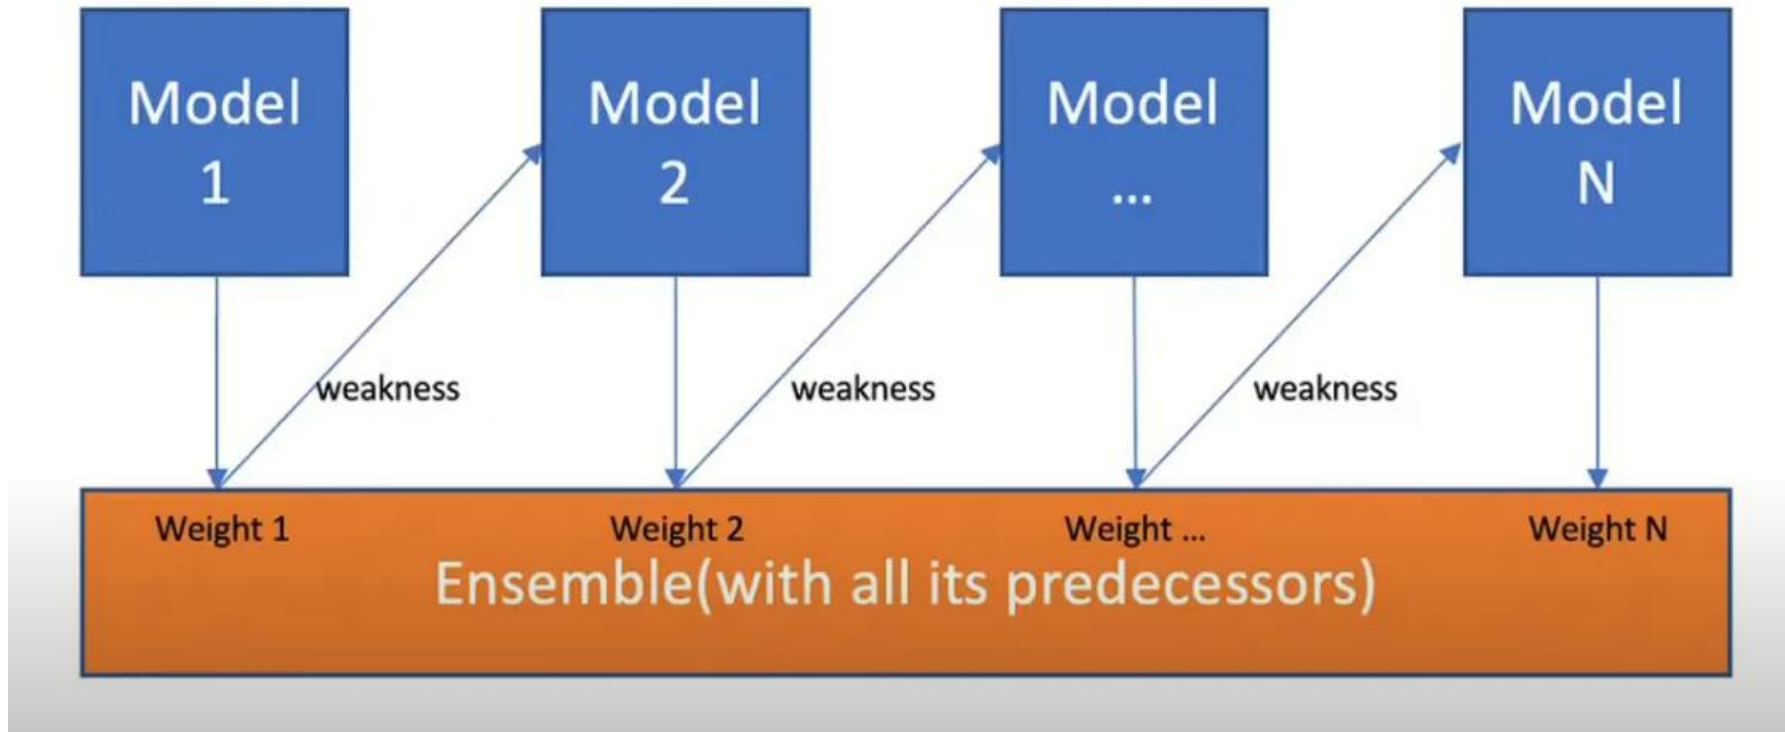 Model
1
Model
2
Model
...
Model
N
weakness
weakness
weakness
Weight 1
Weight 2
Weight ...
Weight N
Ensemble(with all its predecessors)